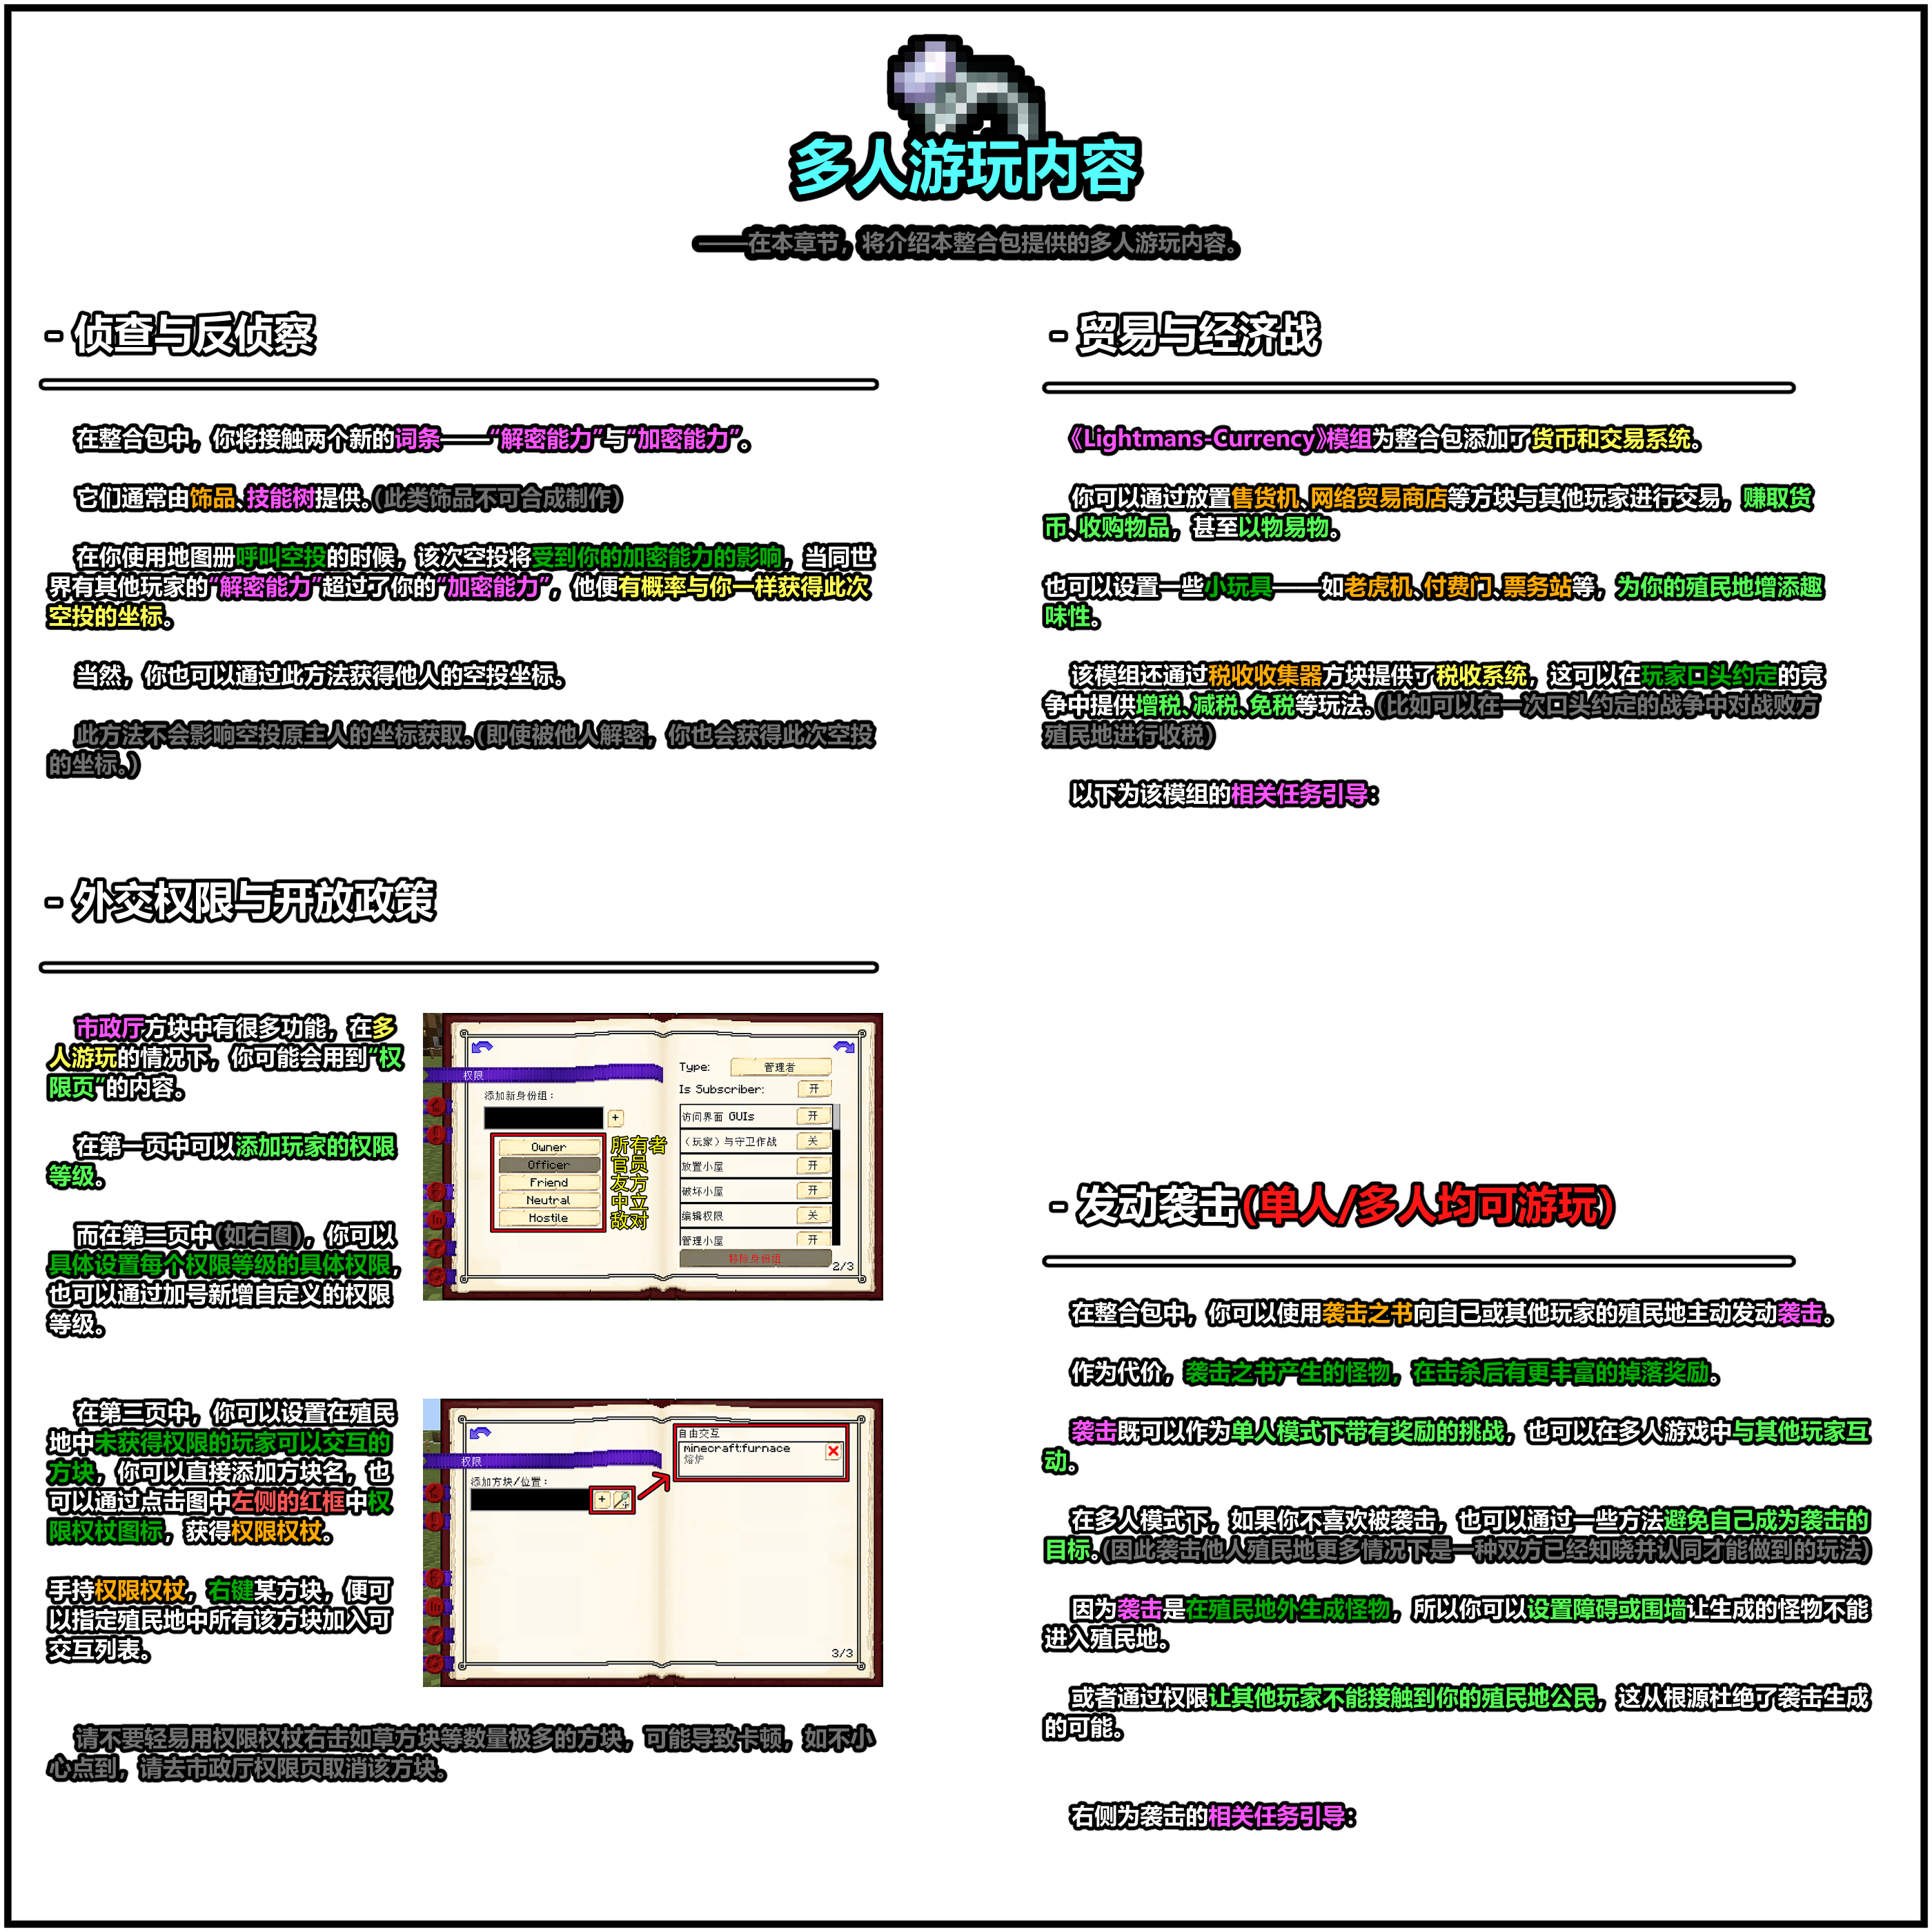 多人游玩内容
——在本章节，将介绍本整合包提供的多人游玩内容。
- 侦查与反侦察
在整合包中，你将接触两个新的词条——“解密能力”与“加密能力”。
它们通常由饰品、技能树提供。（此类饰品不可合成制作）
在你使用地图册呼叫空投的时候，该次空投将受到你的加密能力的影响，当同世
界有其他玩家的“解密能力”超过了你的“加密能力”，他便有概率与你一样获得此次
空投的坐标。
当然，你也可以通过此方法获得他人的空投坐标。
此方法不会影响空投原主人的坐标获取。（即使被他人解密，你也会获得此次空投
的坐标。）
- 外交权限与开放政策
市政厅方块中有很多功能，在多
人游玩的情况下，你可能会用到“权
限页”的内容。
在第一页中可以添加玩家的权限
等级。
而在第二页中（如右图），你可以
具体设置每个权限等级的具体权限，
也可以通过加号新增自定义的权限
等级。
权限
添加新身份组：
+
Owner
Officer
Friend
Neutral
Hostile
所有者
官员
友方
中立
敌对
Type: 管理者
Is Subscriber: 开
访问界面 GUIs 开
（玩家）与守卫作战 关
放置小屋 开
破坏小屋 开
编辑权限 关
管理小屋 开
移除身份组
2/3
在第三页中，你可以设置在殖民
地中未获得权限的玩家可以交互的
方块，你可以直接添加方块名，也
可以通过点击图中左侧的红框中权
限权杖图标，获得权限权杖。
手持权限权杖，右键某方块，便可
以指定殖民地中所有该方块加入可
交互列表。
权限
添加方块/位置：
+
自由交互
minecraft:furnace
熔炉
3/3
请不要轻易用权限权杖右击如草方块等数量极多的方块，可能导致卡顿，如不小
心点到，请去市政厅权限页取消该方块。
- 贸易与经济战
《Lightmans-Currency》模组为整合包添加了货币和交易系统。
你可以通过放置售货机、网络贸易商店等方块与其他玩家进行交易，赚取货
币、收购物品，甚至以物易物。
也可以设置一些小玩具——如老虎机、付费门、票务站等，为你的殖民地增添趣
味性。
该模组还通过税收收集器方块提供了税收系统，这可以在玩家口头约定的竞
争中提供增税、减税、免税等玩法。（比如可以在一次口头约定的战争中对战败方
殖民地进行收税）
以下为该模组的相关任务引导：
- 发动袭击（单人/多人均可游玩）
在整合包中，你可以使用袭击之书向自己或其他玩家的殖民地主动发动袭击。
作为代价，袭击之书产生的怪物，在击杀后有更丰富的掉落奖励。
袭击既可以作为单人模式下带有奖励的挑战，也可以在多人游戏中与其他玩家互
动。
在多人模式下，如果你不喜欢被袭击，也可以通过一些方法避免自己成为袭击的
目标。（因此袭击他人殖民地更多情况下是一种双方已经知晓并认同才能做到的玩法）
因为袭击是在殖民地外生成怪物，所以你可以设置障碍或围墙让生成的怪物不能
进入殖民地。
或者通过权限让其他玩家不能接触到你的殖民地公民，这从根源杜绝了袭击生成
的可能。
右侧为袭击的相关任务引导：